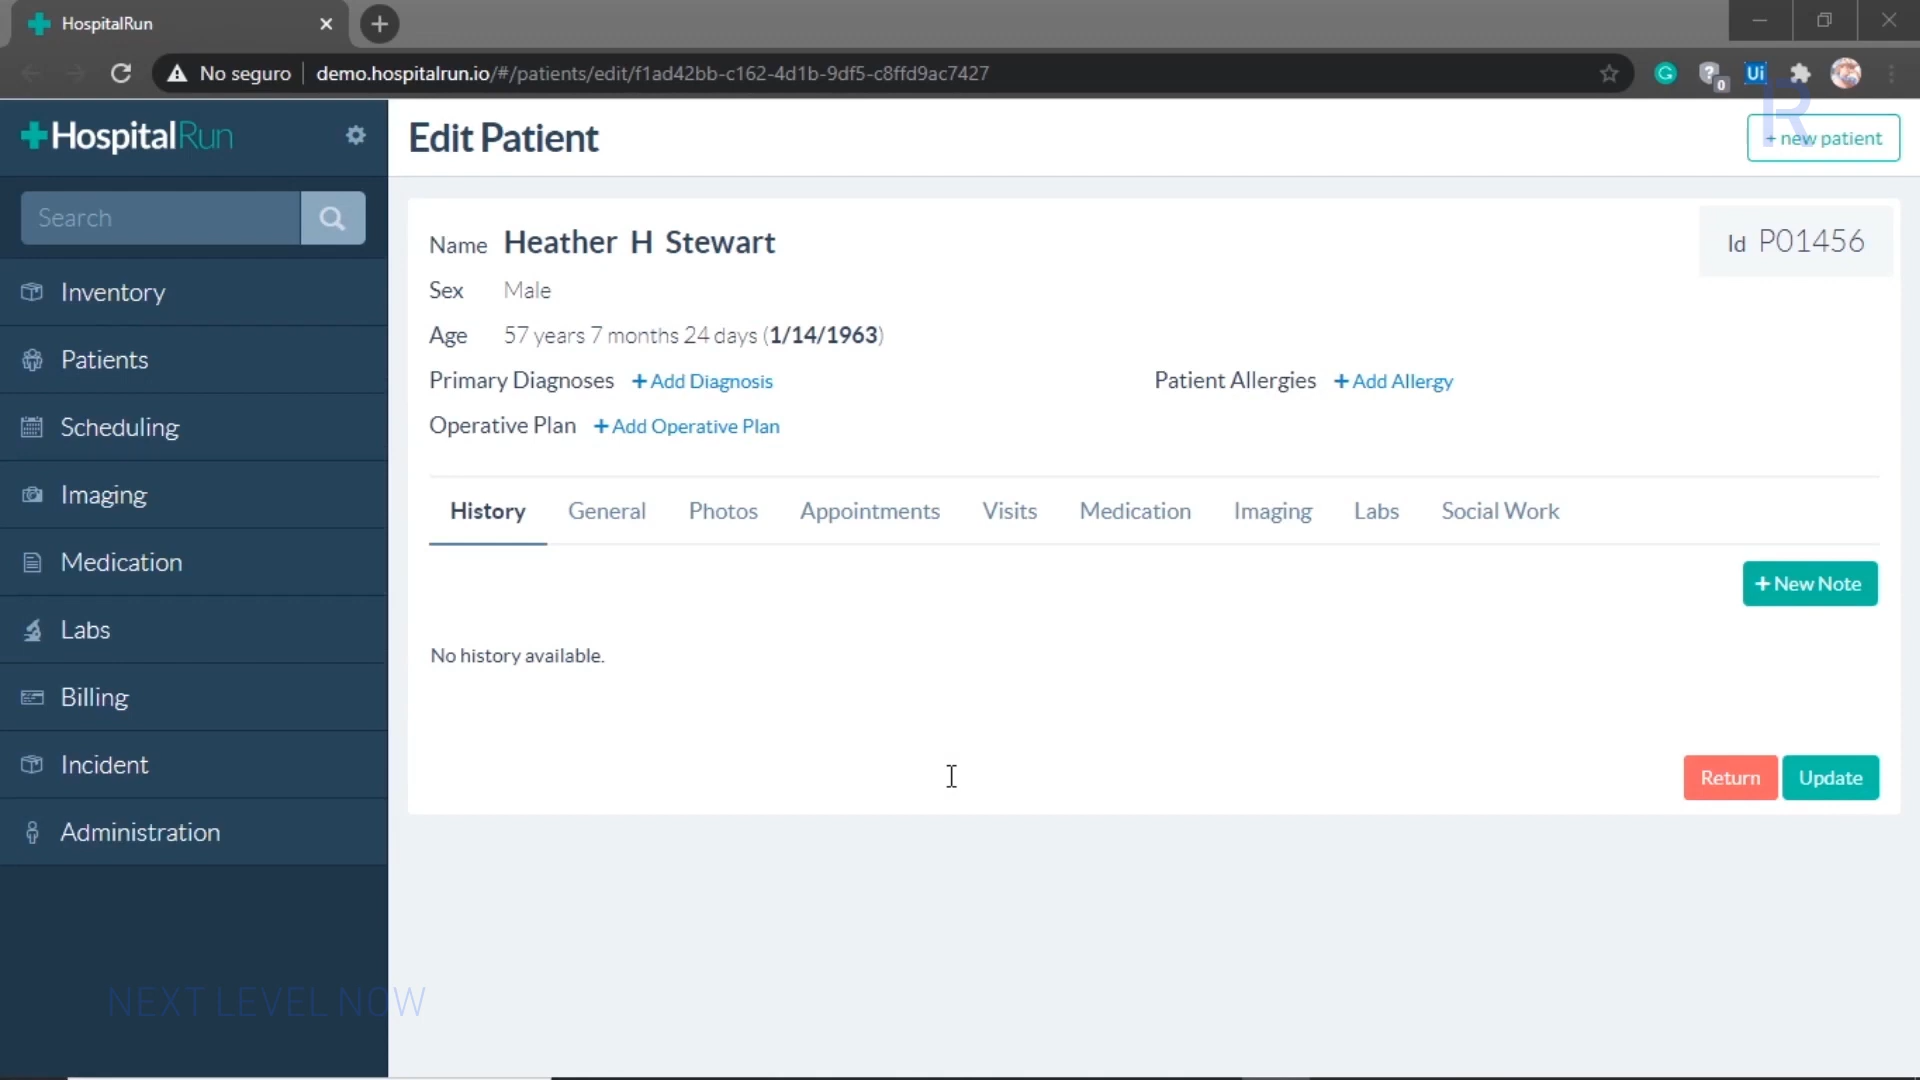 HospitalRun
No seguro
demo.hospitalrun.io/#/patients/edit/f1ad42bb-c162-4d1b-9df5-c8ffd9ac7427
0
Ui
HospitalRun
Edit Patient
R
+ new patient
Search
Name Heather H Stewart
Id P01456
Sex Male
Inventory
Age 57 years 7 months 24 days (1/14/1963)
Patients
Primary Diagnoses +Add Diagnosis
Patient Allergies +Add Allergy
Scheduling
Operative Plan +Add Operative Plan
Imaging
History General Photos Appointments Visits Medication Imaging Labs Social Work
Medication
+New Note
Labs
No history available.
Billing
Incident
Return Update
Administration
NEXT LEVEL NOW